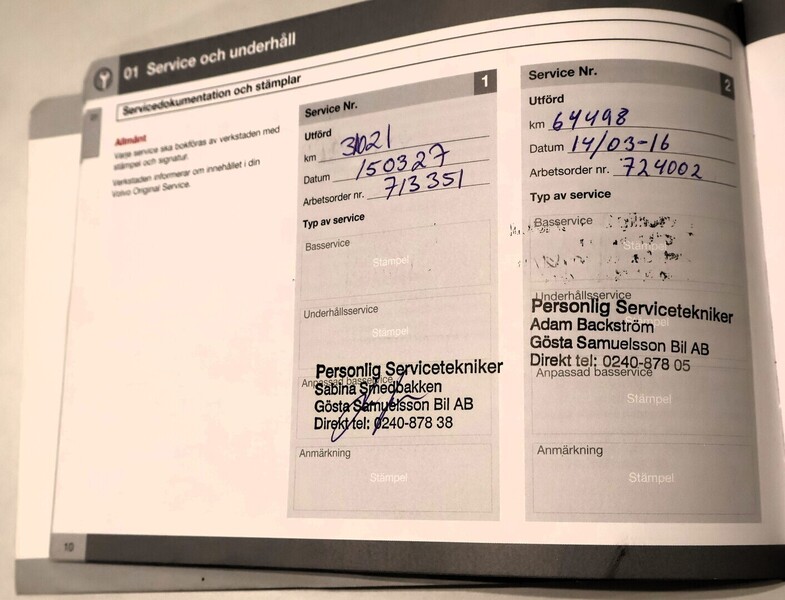 01 Service och underhåll
Servicedokumentation och stämplar
Allmänt
Varje service ska bokföras av verkstaden med
stämpel och signatur.
Verkstaden informerar om innehållet i din
Volvo Original Service.
Service Nr. 1
Utförd
km 31021
Datum 150327
Arbetsorder nr. 713351
Typ av service
Basservice
Stämpel
Underhållsservice
Stämpel
Personlig Servicetekniker
Anpassad basservice
Sabina Smedbakken
Gösta Samuelsson Bil AB
Direkt tel: 0240-878 38
Anmärkning
Stämpel
Service Nr. 2
Utförd
km 64498
Datum 14/03-16
Arbetsorder nr. 724002
Typ av service
Basservice
Stämpel
Underhållsservice
Personlig Servicetekniker
Adam Backström
Gösta Samuelsson Bil AB
Direkt tel: 0240-878 05
Anpassad basservice
Stämpel
Anmärkning
Stämpel
10